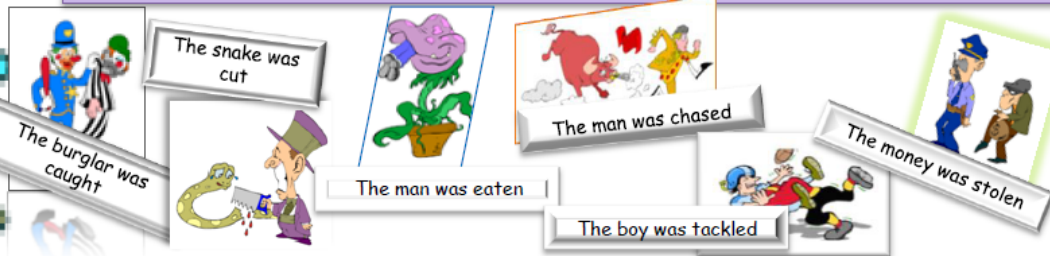 The burglar was
caught
The snake was
cut
The man was eaten
The man was chased
The boy was tackled
The money was stolen